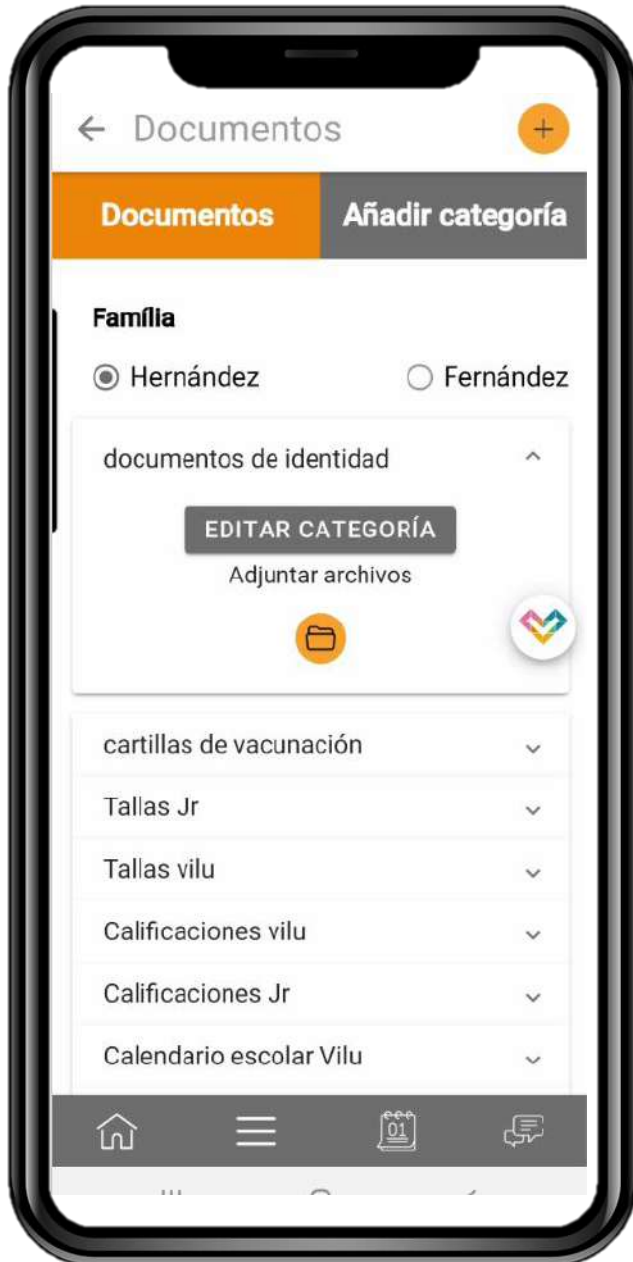 Documentos
Documentos
Añadir categoría
Família
Hernández
Fernández
documentos de identidad
EDITAR CATEGORÍA
Adjuntar archivos
cartillas de vacunación
Tallas Jr
Tallas vilu
Calificaciones vilu
Calificaciones Jr
Calendario escolar Vilu
01